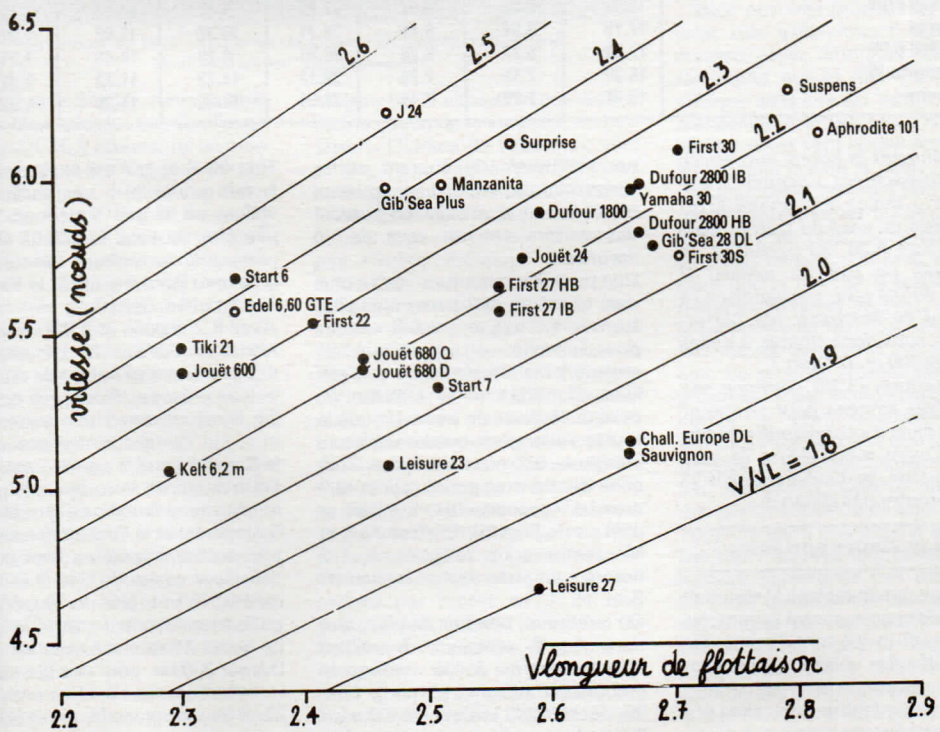 6.5
2.6
2.5
2.4
2.3
J 24
Suspens
2.2
Aphrodite 101
Surprise
First 30
6.0
Manzanita
Gib'Sea Plus
Dufour 2800 IB
Yamaha 30
2.1
Dufour 1800
Dufour 2800 HB
Gib'Sea 28 DL
First 30S
Jouët 24
2.0
Start 6
First 27 HB
First 27 IB
Edel 6,60 GTE
First 22
5.5
Tiki 21
Jouët 600
Jouët 680 Q
Jouët 680 D
Start 7
1.9
vitesse (nœuds)
Chall. Europe DL
Sauvignon
V/√L = 1.8
Kelt 6,2 m
Leisure 23
5.0
Leisure 27
4.5
√longueur de flottaison
2.2 2.3 2.4 2.5 2.6 2.7 2.8 2.9